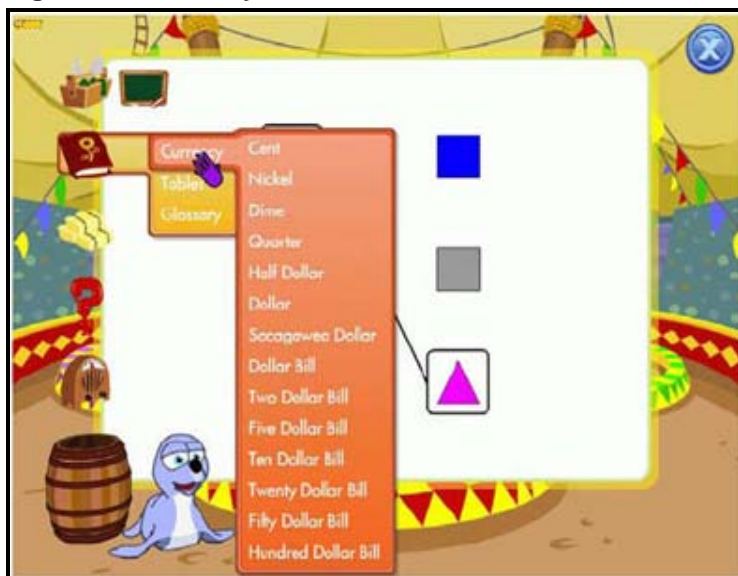 Currency
Tables
Glossary
Cent
Nickel
Dime
Quarter
Half Dollar
Dollar
Socagawea Dollar
Dollar Bill
Two Dollar Bill
Five Dollar Bill
Ten Dollar Bill
Twenty Dollar Bill
Fifty Dollar Bill
Hundred Dollar Bill